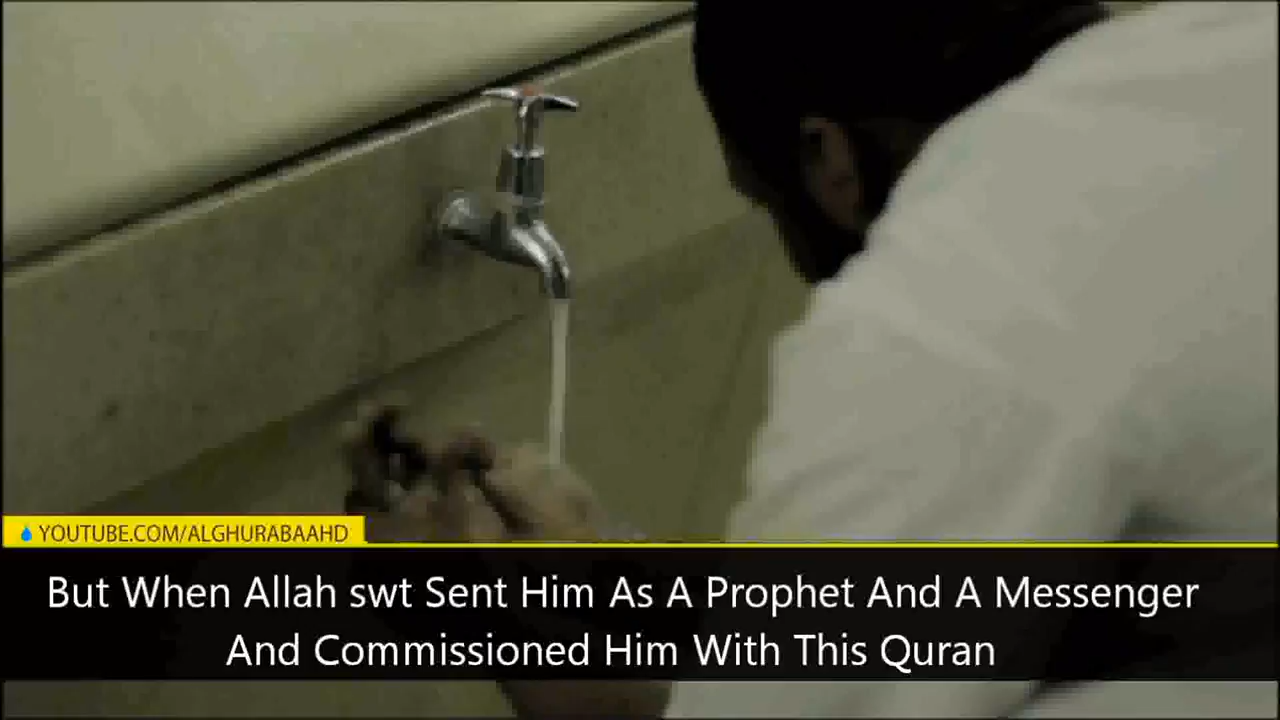 YOUTUBE.COM/ALGHURABAAHD
But When Allah swt Sent Him As A Prophet And A Messenger
And Commissioned Him With This Quran